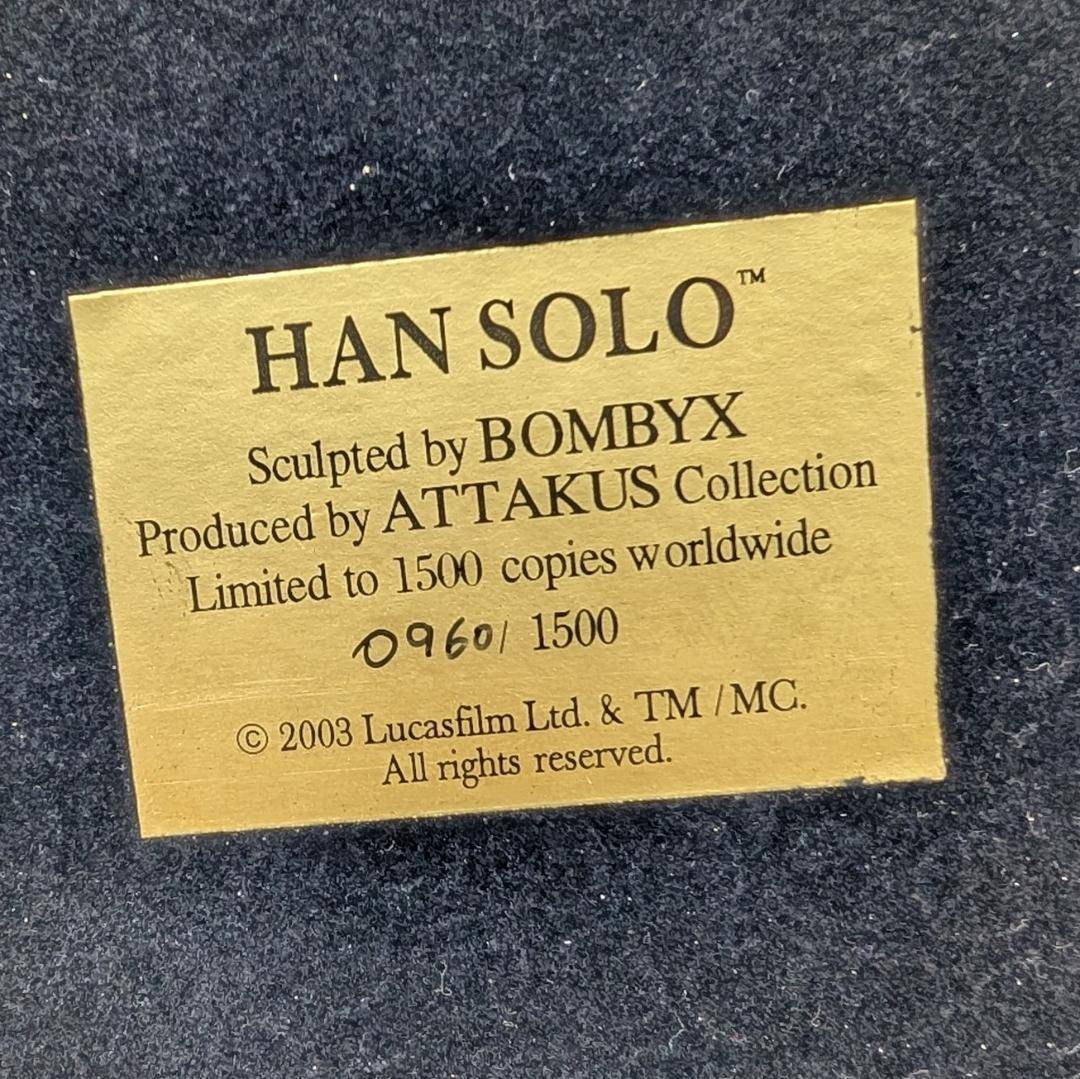 HAN SOLO™
Sculpted by BOMBYX
Produced by ATTAKUS Collection
Limited to 1500 copies worldwide
0960/ 1500
© 2003 Lucasfilm Ltd. & TM / MC.
All rights reserved.